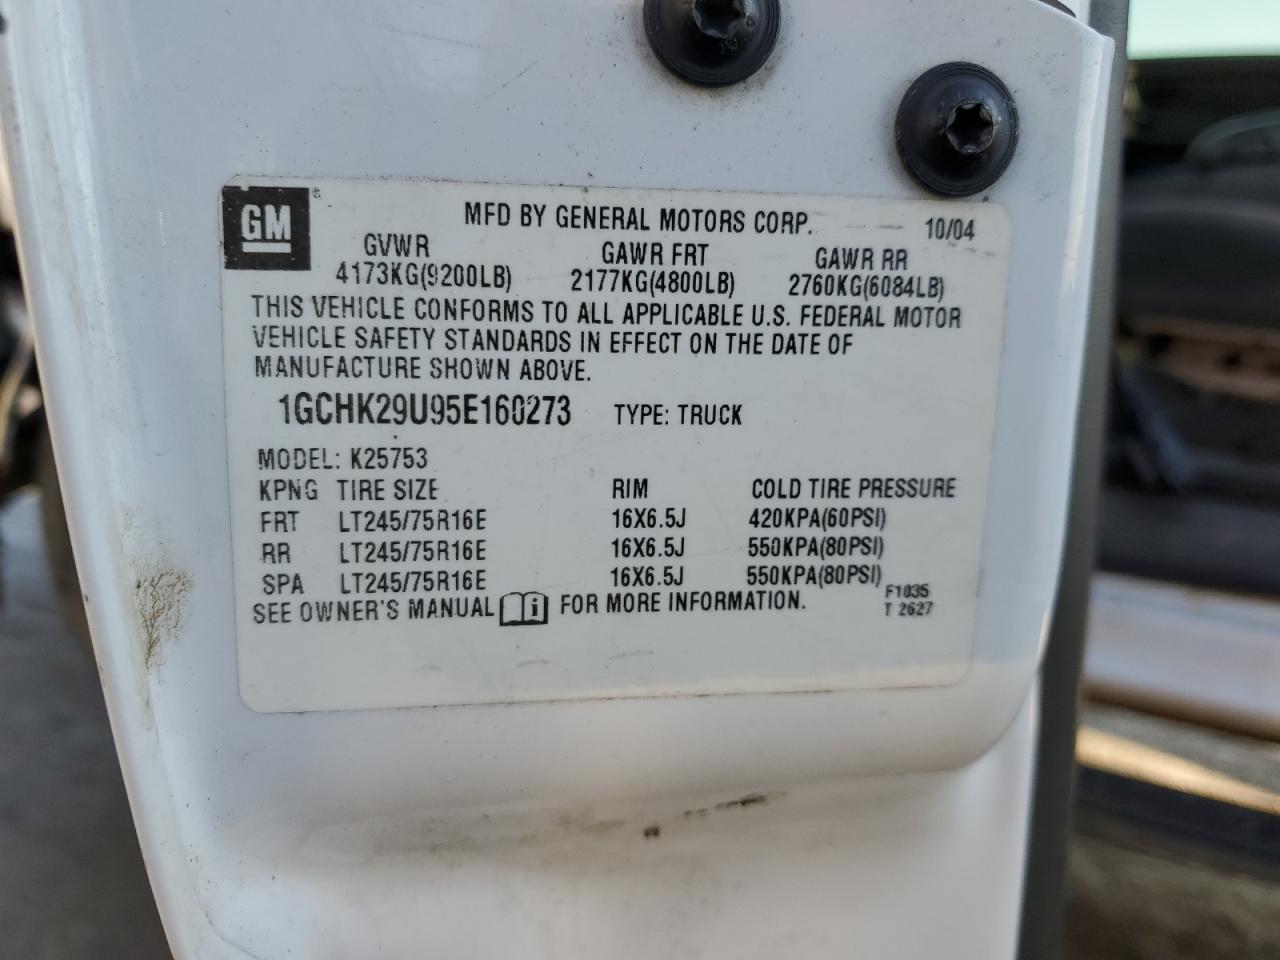 GM ® MFD BY GENERAL MOTORS CORP. 10/04
GVWR GAWR FRT GAWR RR
4173KG(9200LB) 2177KG(4800LB) 2760KG(6084LB)
THIS VEHICLE CONFORMS TO ALL APPLICABLE U.S. FEDERAL MOTOR
VEHICLE SAFETY STANDARDS IN EFFECT ON THE DATE OF
MANUFACTURE SHOWN ABOVE.
1GCHK29U95E160273 TYPE: TRUCK
MODEL: K25753
KPNG TIRE SIZE RIM COLD TIRE PRESSURE
FRT LT245/75R16E 16X6.5J 420KPA(60PSI)
RR LT245/75R16E 16X6.5J 550KPA(80PSI)
SPA LT245/75R16E 16X6.5J 550KPA(80PSI)
SEE OWNER'S MANUAL i FOR MORE INFORMATION. F1035
T 2627